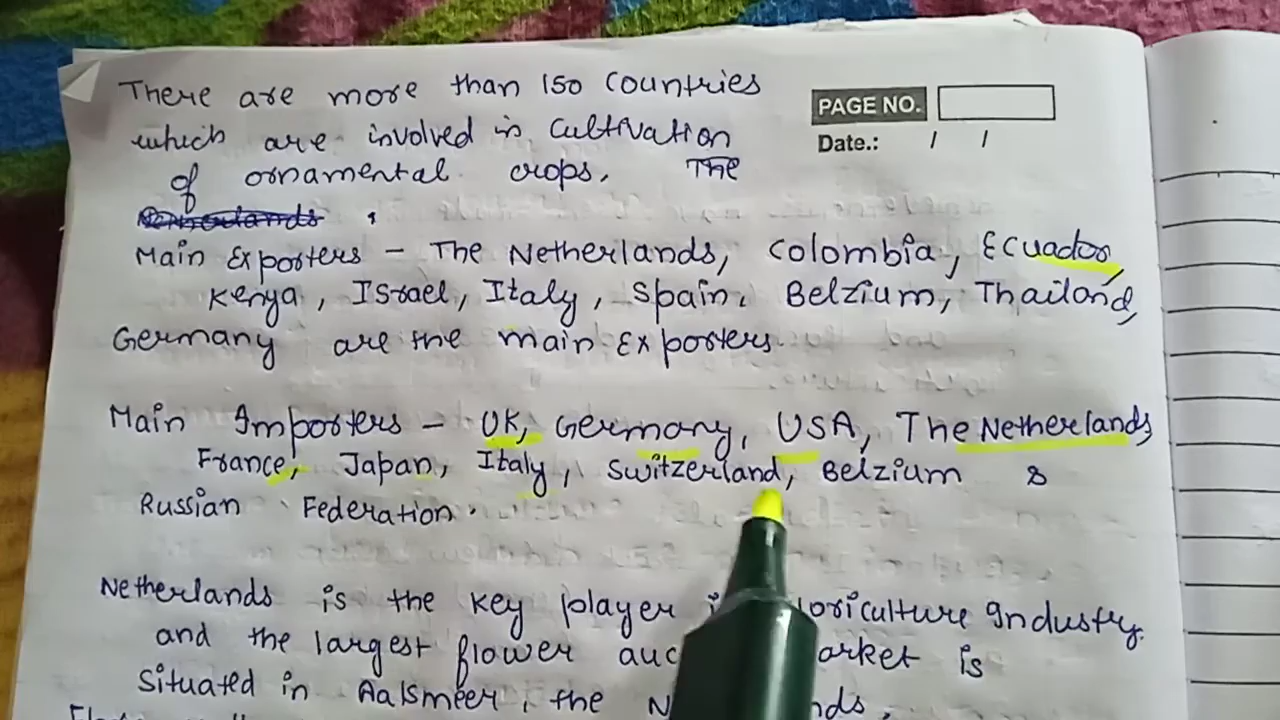 There are more than 150 countries
PAGE NO.
which are involved in Cultivation
Date.: / /
of ornamental crops. The
Main Exporters - The Netherlands, Colombia, Ecuador,
Kenya, Israel, Italy, Spain, Belzium, Thailand,
Germany are the main Exporters.
Main Importers - UK, Germany, USA, The Netherlands
France, Japan, Italy, Switzerland, Belzium &
Russian Federation.
Netherlands is the key player Industry.
and the largest flower is
Situated in Aalsmeer, the